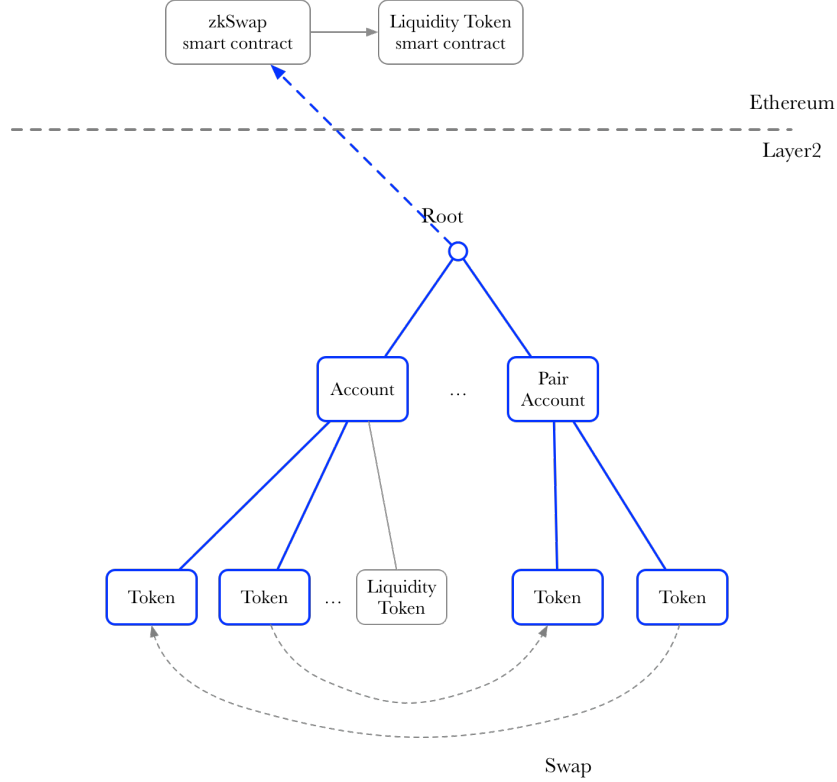 zkSwap
smart contract
Liquidity Token
smart contract
Ethereum
Layer2
Root
Account
...
Pair
Account
Token
Token
...
Liquidity
Token
Token
Token
Swap